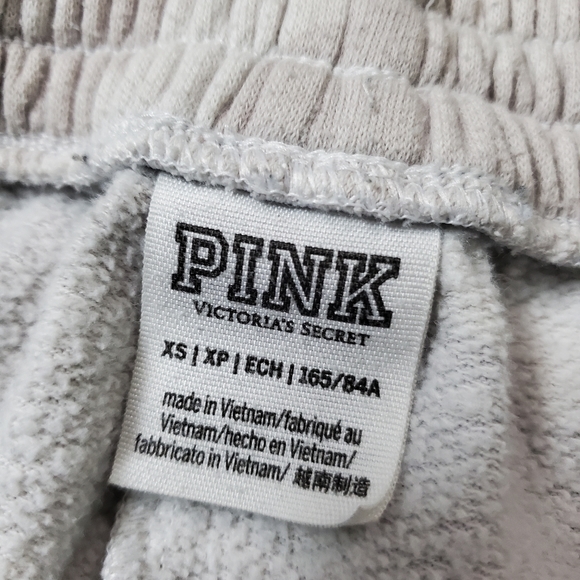 PINK
VICTORIA'S SECRET
XS | XP | ECH | 165/84A
made in Vietnam/fabriqué au
Vietnam/hecho en Vietnam/
fabbricato in Vietnam/ 越南制造